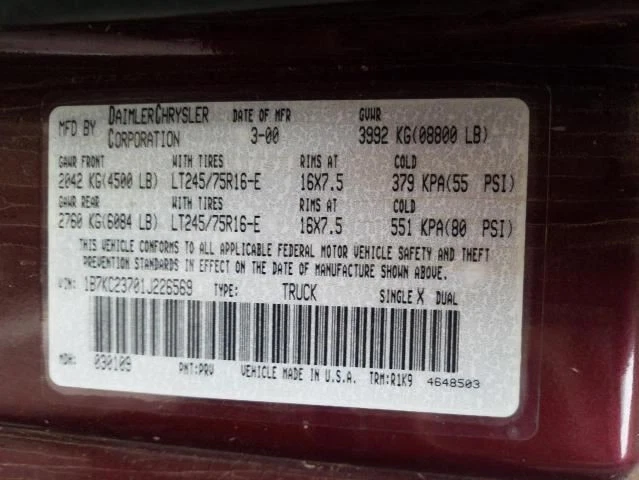 MFD BY DAIMLERCHRYSLER CORPORATION DATE OF MFR 3-00 GVWR 3992 KG(08800 LB)
GAWR FRONT WITH TIRES RIMS AT COLD
2042 KG(4500 LB) LT245/75R16-E 16X7.5 379 KPA(55 PSI)
GAWR REAR WITH TIRES RIMS AT COLD
2760 KG(6084 LB) LT245/75R16-E 16X7.5 551 KPA(80 PSI)
THIS VEHICLE CONFORMS TO ALL APPLICABLE FEDERAL MOTOR VEHICLE SAFETY AND THEFT
PREVENTION STANDARDS IN EFFECT ON THE DATE OF MANUFACTURE SHOWN ABOVE.
VIN: 1B7KC23701J226569 TYPE: TRUCK SINGLE X DUAL
MDH: 030109 PNT:PRV VEHICLE MADE IN U.S.A. TRM:R1K9 4648503